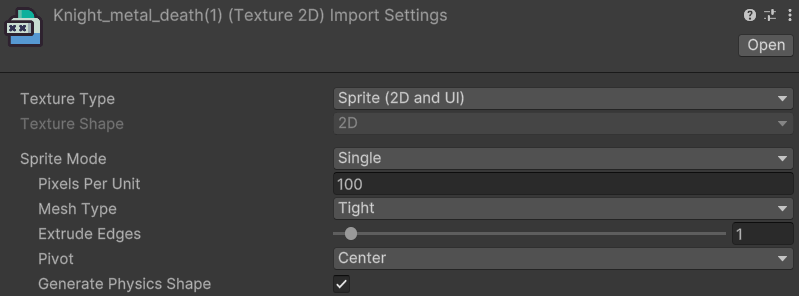 Knight_metal_death(1) (Texture 2D) Import Settings
Open
Texture Type Sprite (2D and UI)
Texture Shape 2D
Sprite Mode Single
Pixels Per Unit 100
Mesh Type Tight
Extrude Edges 1
Pivot Center
Generate Physics Shape